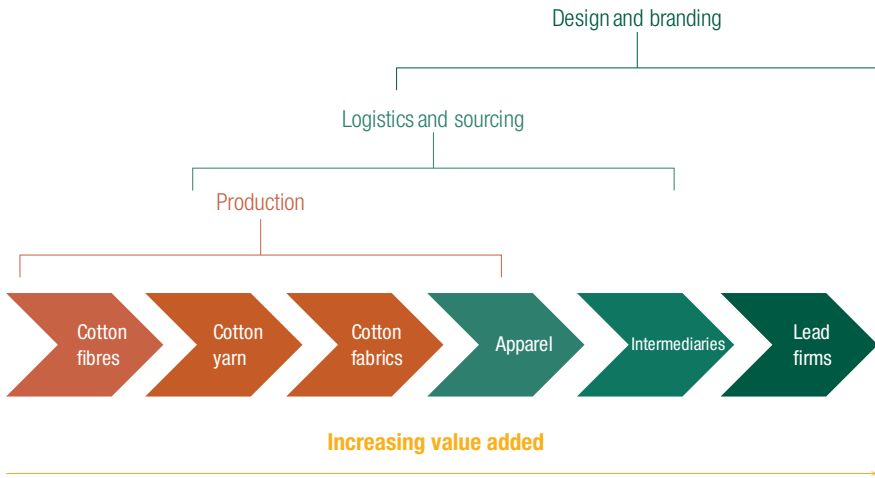 Design and branding
Logistics and sourcing
Production
Cotton
fibres
Cotton
yarn
Cotton
fabrics
Apparel
Intermediaries
Lead
firms
Increasing value added